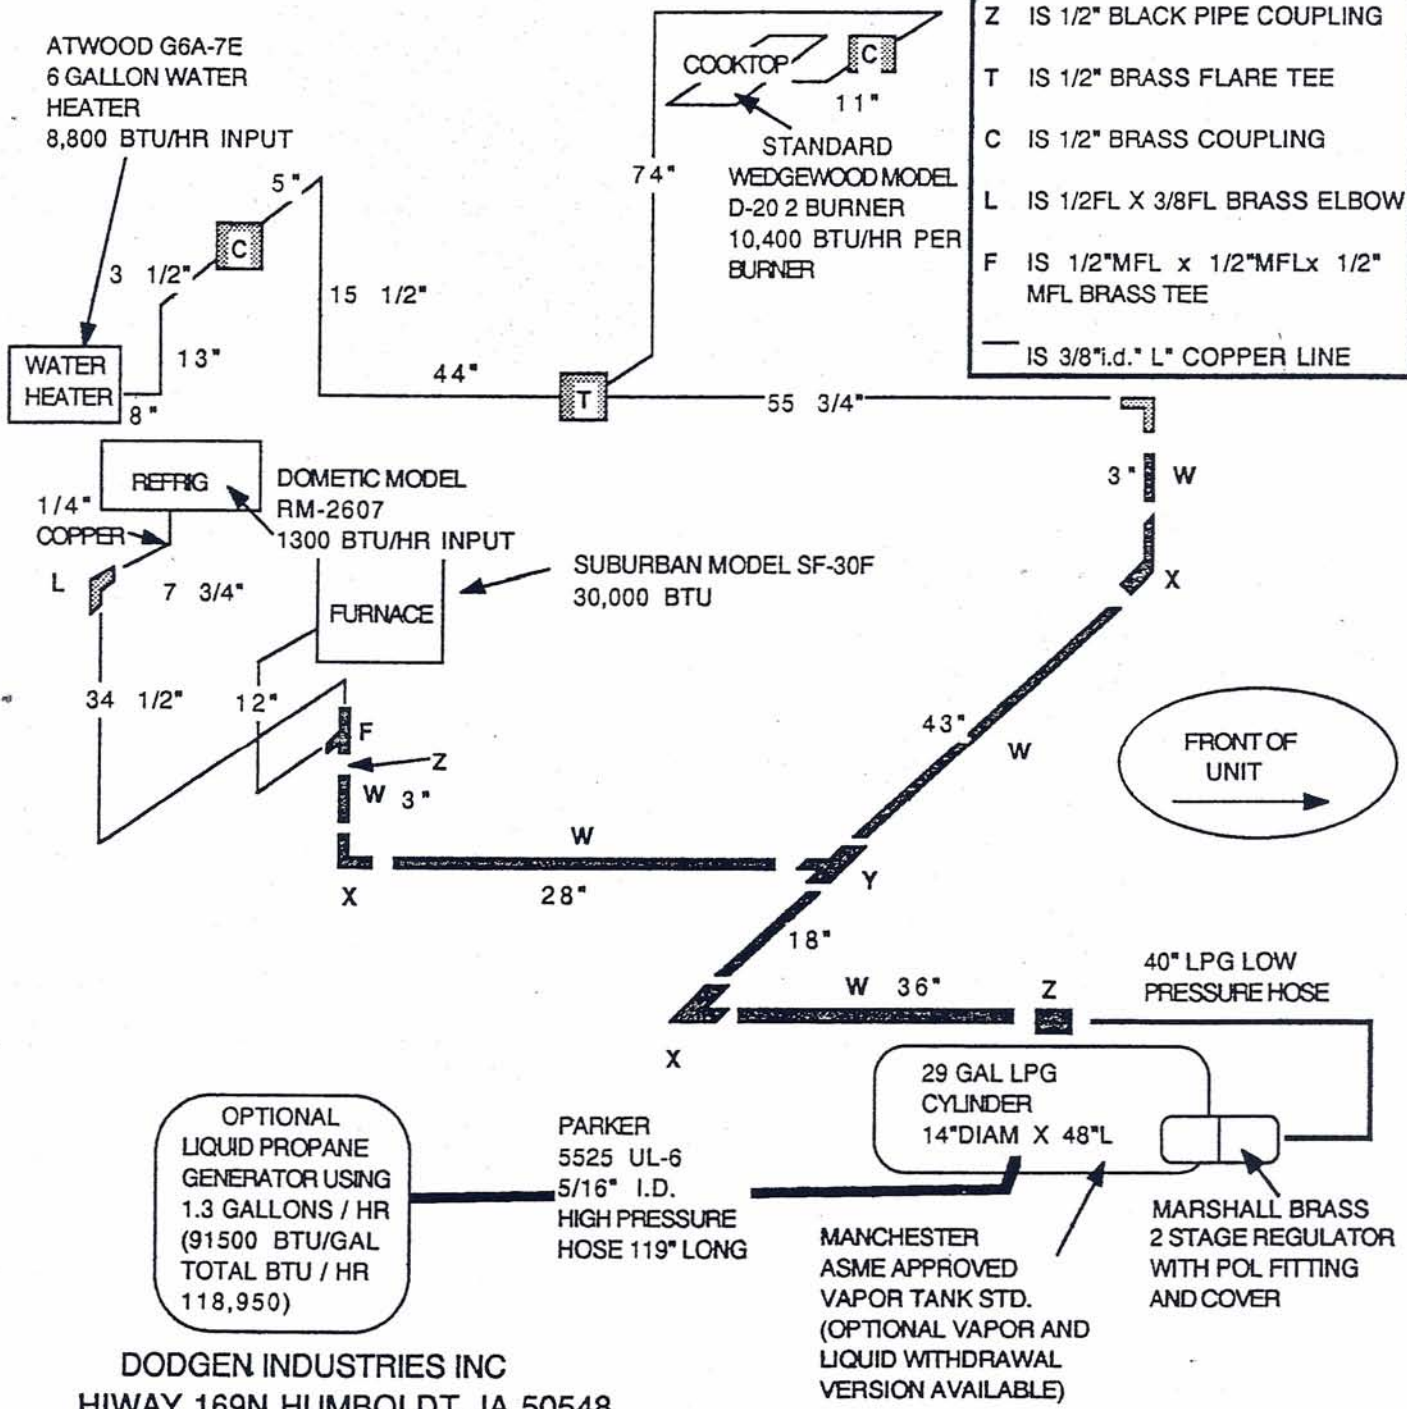 ATWOOD G6A-7E
6 GALLON WATER
HEATER
8,800 BTU/HR INPUT
5"
C
3 1/2"
15 1/2"
13"
WATER
HEATER
8"
44"
T
55 3/4"
74"
COOKTOP
C
11"
STANDARD
WEDGEWOOD MODEL
D-20 2 BURNER
10,400 BTU/HR PER
BURNER
Z IS 1/2" BLACK PIPE COUPLING
T IS 1/2" BRASS FLARE TEE
C IS 1/2" BRASS COUPLING
L IS 1/2FL X 3/8FL BRASS ELBOW
F IS 1/2"MFL x 1/2"MFLx 1/2"
MFL BRASS TEE
IS 3/8"i.d." L" COPPER LINE
3" W
X
REFRIG
DOMETIC MODEL
RM-2607
1300 BTU/HR INPUT
1/4"
COPPER
L
7 3/4"
FURNACE
SUBURBAN MODEL SF-30F
30,000 BTU
34 1/2"
12"
F
Z
W 3"
X
W
28"
43"
W
Y
18"
FRONT OF
UNIT
X
W 36"
Z
40" LPG LOW
PRESSURE HOSE
29 GAL LPG
CYLINDER
14"DIAM X 48"L
OPTIONAL
LIQUID PROPANE
GENERATOR USING
1.3 GALLONS / HR
(91500 BTU/GAL
TOTAL BTU / HR
118,950)
PARKER
5525 UL-6
5/16" I.D.
HIGH PRESSURE
HOSE 119" LONG
MANCHESTER
ASME APPROVED
VAPOR TANK STD.
(OPTIONAL VAPOR AND
LIQUID WITHDRAWAL
VERSION AVAILABLE)
MARSHALL BRASS
2 STAGE REGULATOR
WITH POL FITTING
AND COVER
DODGEN INDUSTRIES INC
HIWAY 169N HUMBOLDT, IA 50548